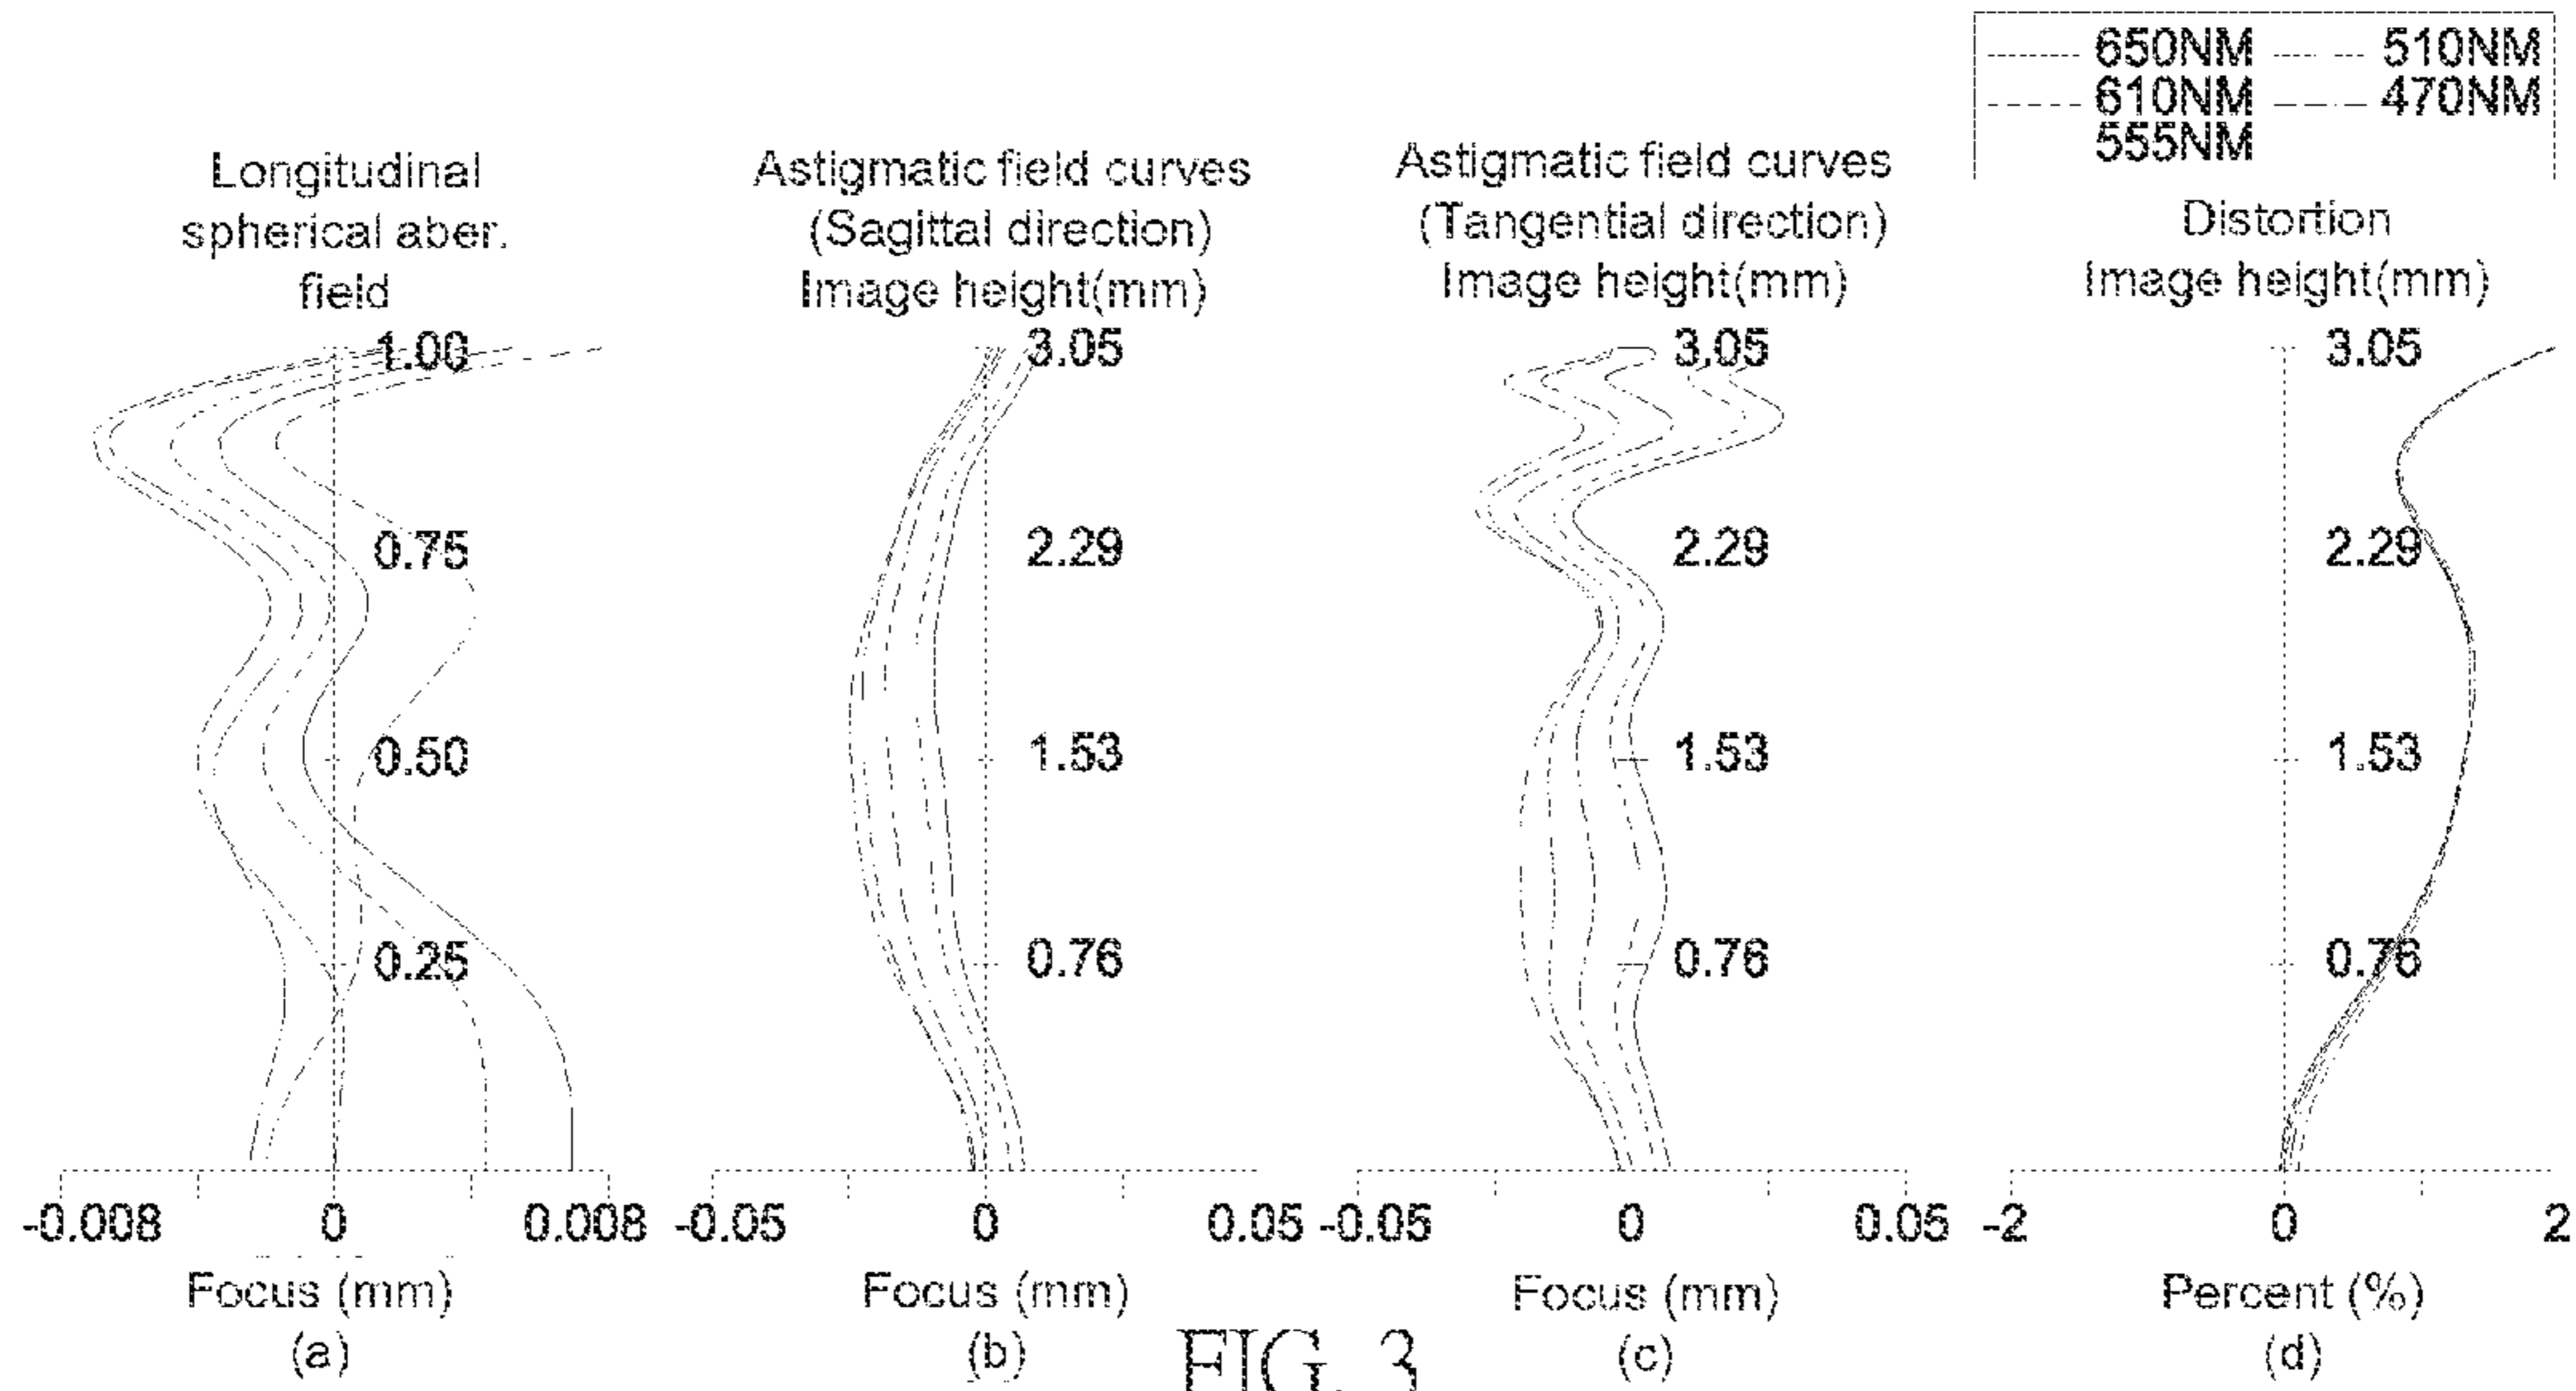 650NM 510NM
610NM 470NM
555NM
Longitudinal
spherical aber.
field
1.00
0.75
0.50
0.25
-0.008 0 0.008
Focus (mm)
(a)
Astigmatic field curves
(Sagittal direction)
Image height(mm)
3.05
2.29
1.53
0.76
-0.05 0 0.05
Focus (mm)
(b)
Astigmatic field curves
(Tangential direction)
Image height(mm)
3.05
2.29
1.53
0.76
-0.05 0 0.05
Focus (mm)
(c)
Distortion
Image height(mm)
3.05
2.29
1.53
0.76
-2 0 2
Percent (%)
(d)
FIG. 3